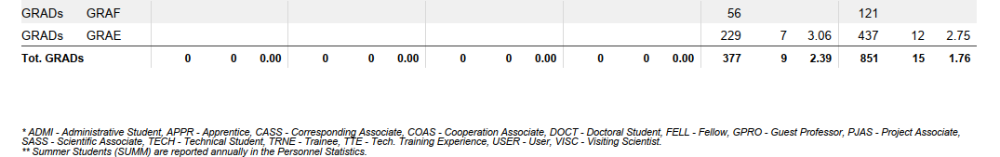 GRADs GRAF 56 121
GRADs GRAE 229 7 3.06 437 12 2.75
Tot. GRADs 0 0 0.00 0 0 0.00 0 0 0.00 0 0 0.00 377 9 2.39 851 15 1.76
* ADMI - Administrative Student, APPR - Apprentice, CASS - Corresponding Associate, COAS - Cooperation Associate, DOCT - Doctoral Student, FELL - Fellow, GPRO - Guest Professor, PJAS - Project Associate,
SASS - Scientific Associate, TECH - Technical Student, TRNE - Trainee, TTE - Tech. Training Experience, USER - User, VISC - Visiting Scientist.
** Summer Students (SUMM) are reported annually in the Personnel Statistics.